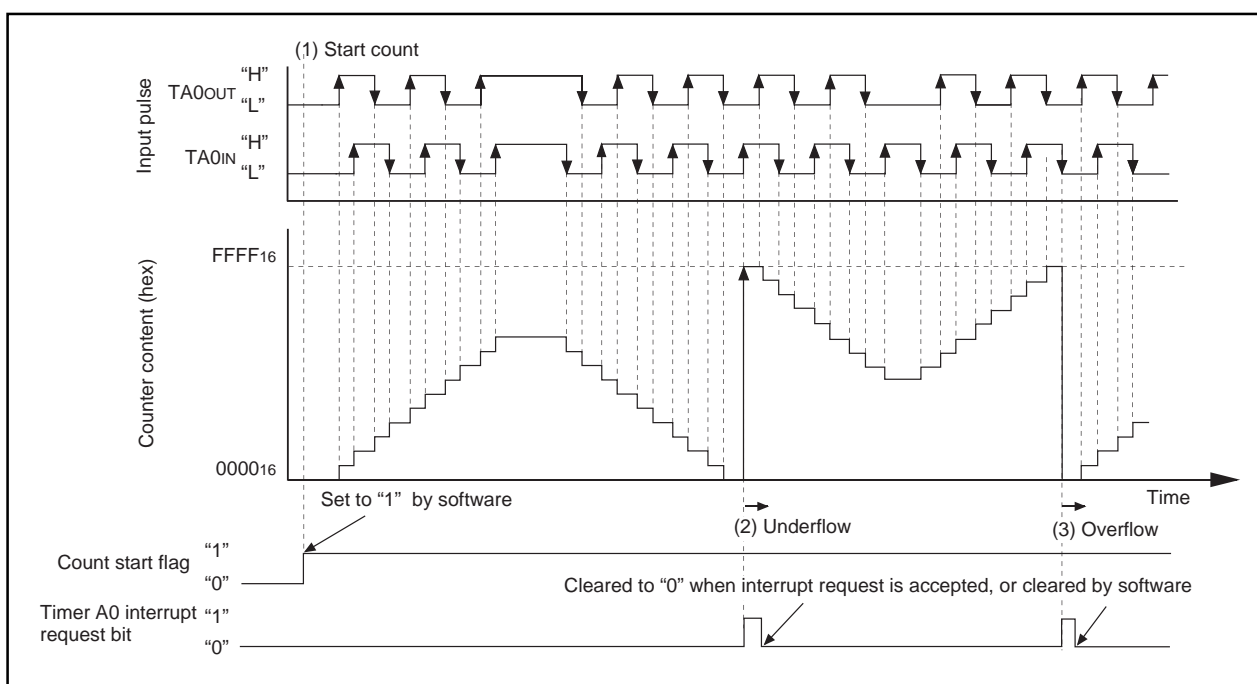 (1) Start count
Input pulse
TA0OUT
“H”
“L”
TA0IN
“H”
“L”
Counter content (hex)
FFFF16
000016
Time
Set to “1” by software
(2) Underflow
(3) Overflow
Count start flag
“1”
“0”
Cleared to “0” when interrupt request is accepted, or cleared by software
Timer A0 interrupt
request bit
“1”
“0”